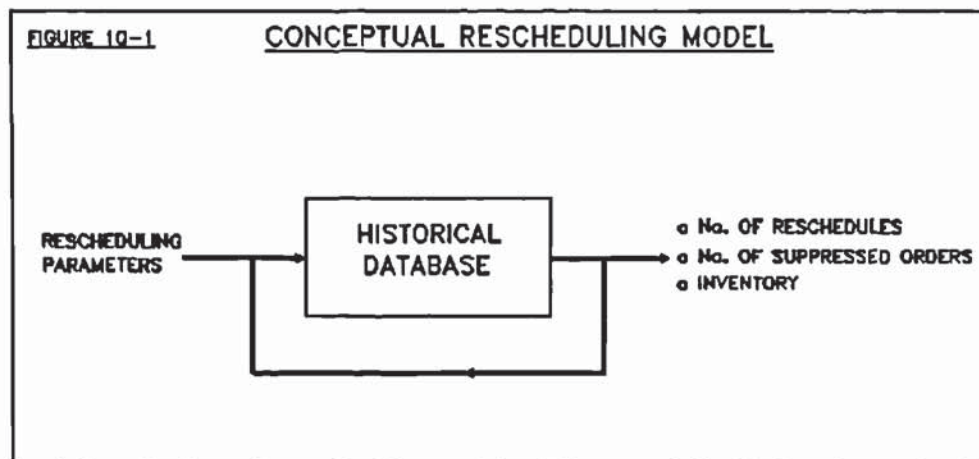 FIGURE 10-1
CONCEPTUAL RESCHEDULING MODEL
RESCHEDULING
PARAMETERS
HISTORICAL
DATABASE
o No. OF RESCHEDULES
o No. OF SUPPRESSED ORDERS
o INVENTORY